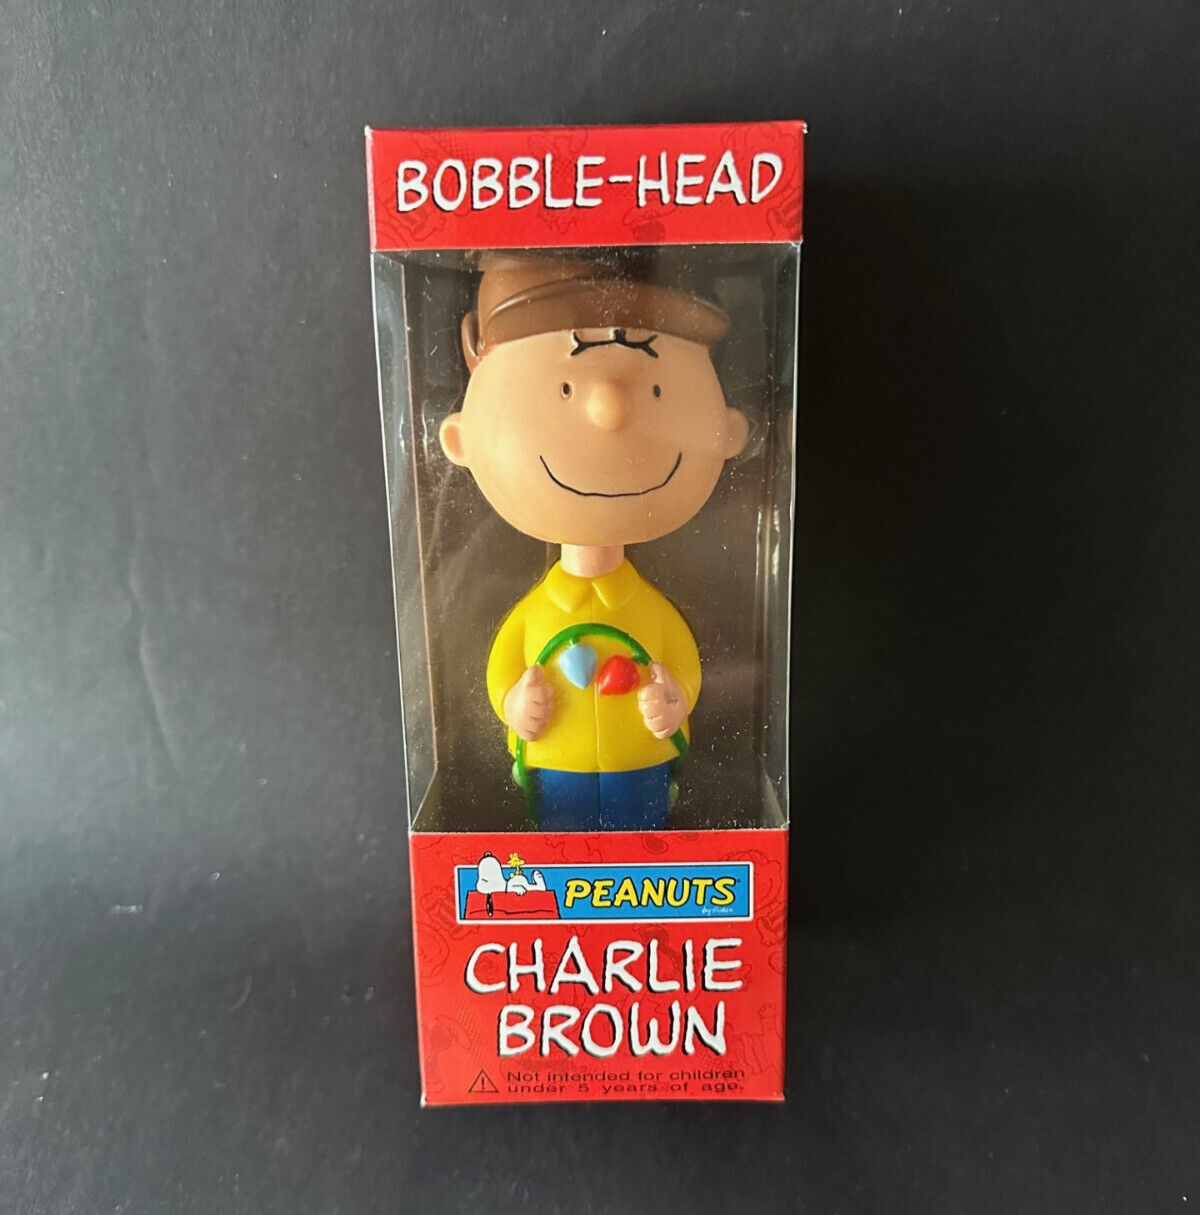 BOBBLE-HEAD
PEANUTS
CHARLIE
BROWN
Not intended for children
under 5 years of age.